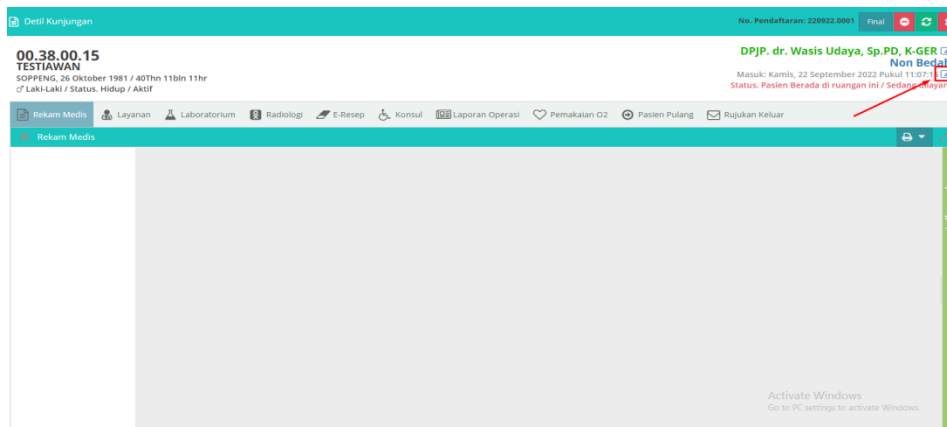 Detil Kunjungan
No. Pendaftaran: 220922.0001 Final
00.38.00.15
TESTIAWAN
SOPPENG, 26 Oktober 1981 / 40Thn 11bln 11hr
Laki-Laki / Status. Hidup / Aktif
DPJP. dr. Wasis Udaya, Sp.PD, K-GER
Non Bedah
Masuk: Kamis, 22 September 2022 Pukul 11:07:15
Status. Pasien Berada di ruangan ini / Sedang dilayani
Rekam Medis Layanan Laboratorium Radiologi E-Resep Konsul Laporan Operasi Pemakaian O2 Pasien Pulang Rujukan Keluar
Rekam Medis
Activate Windows
Go to PC settings to activate Windows.